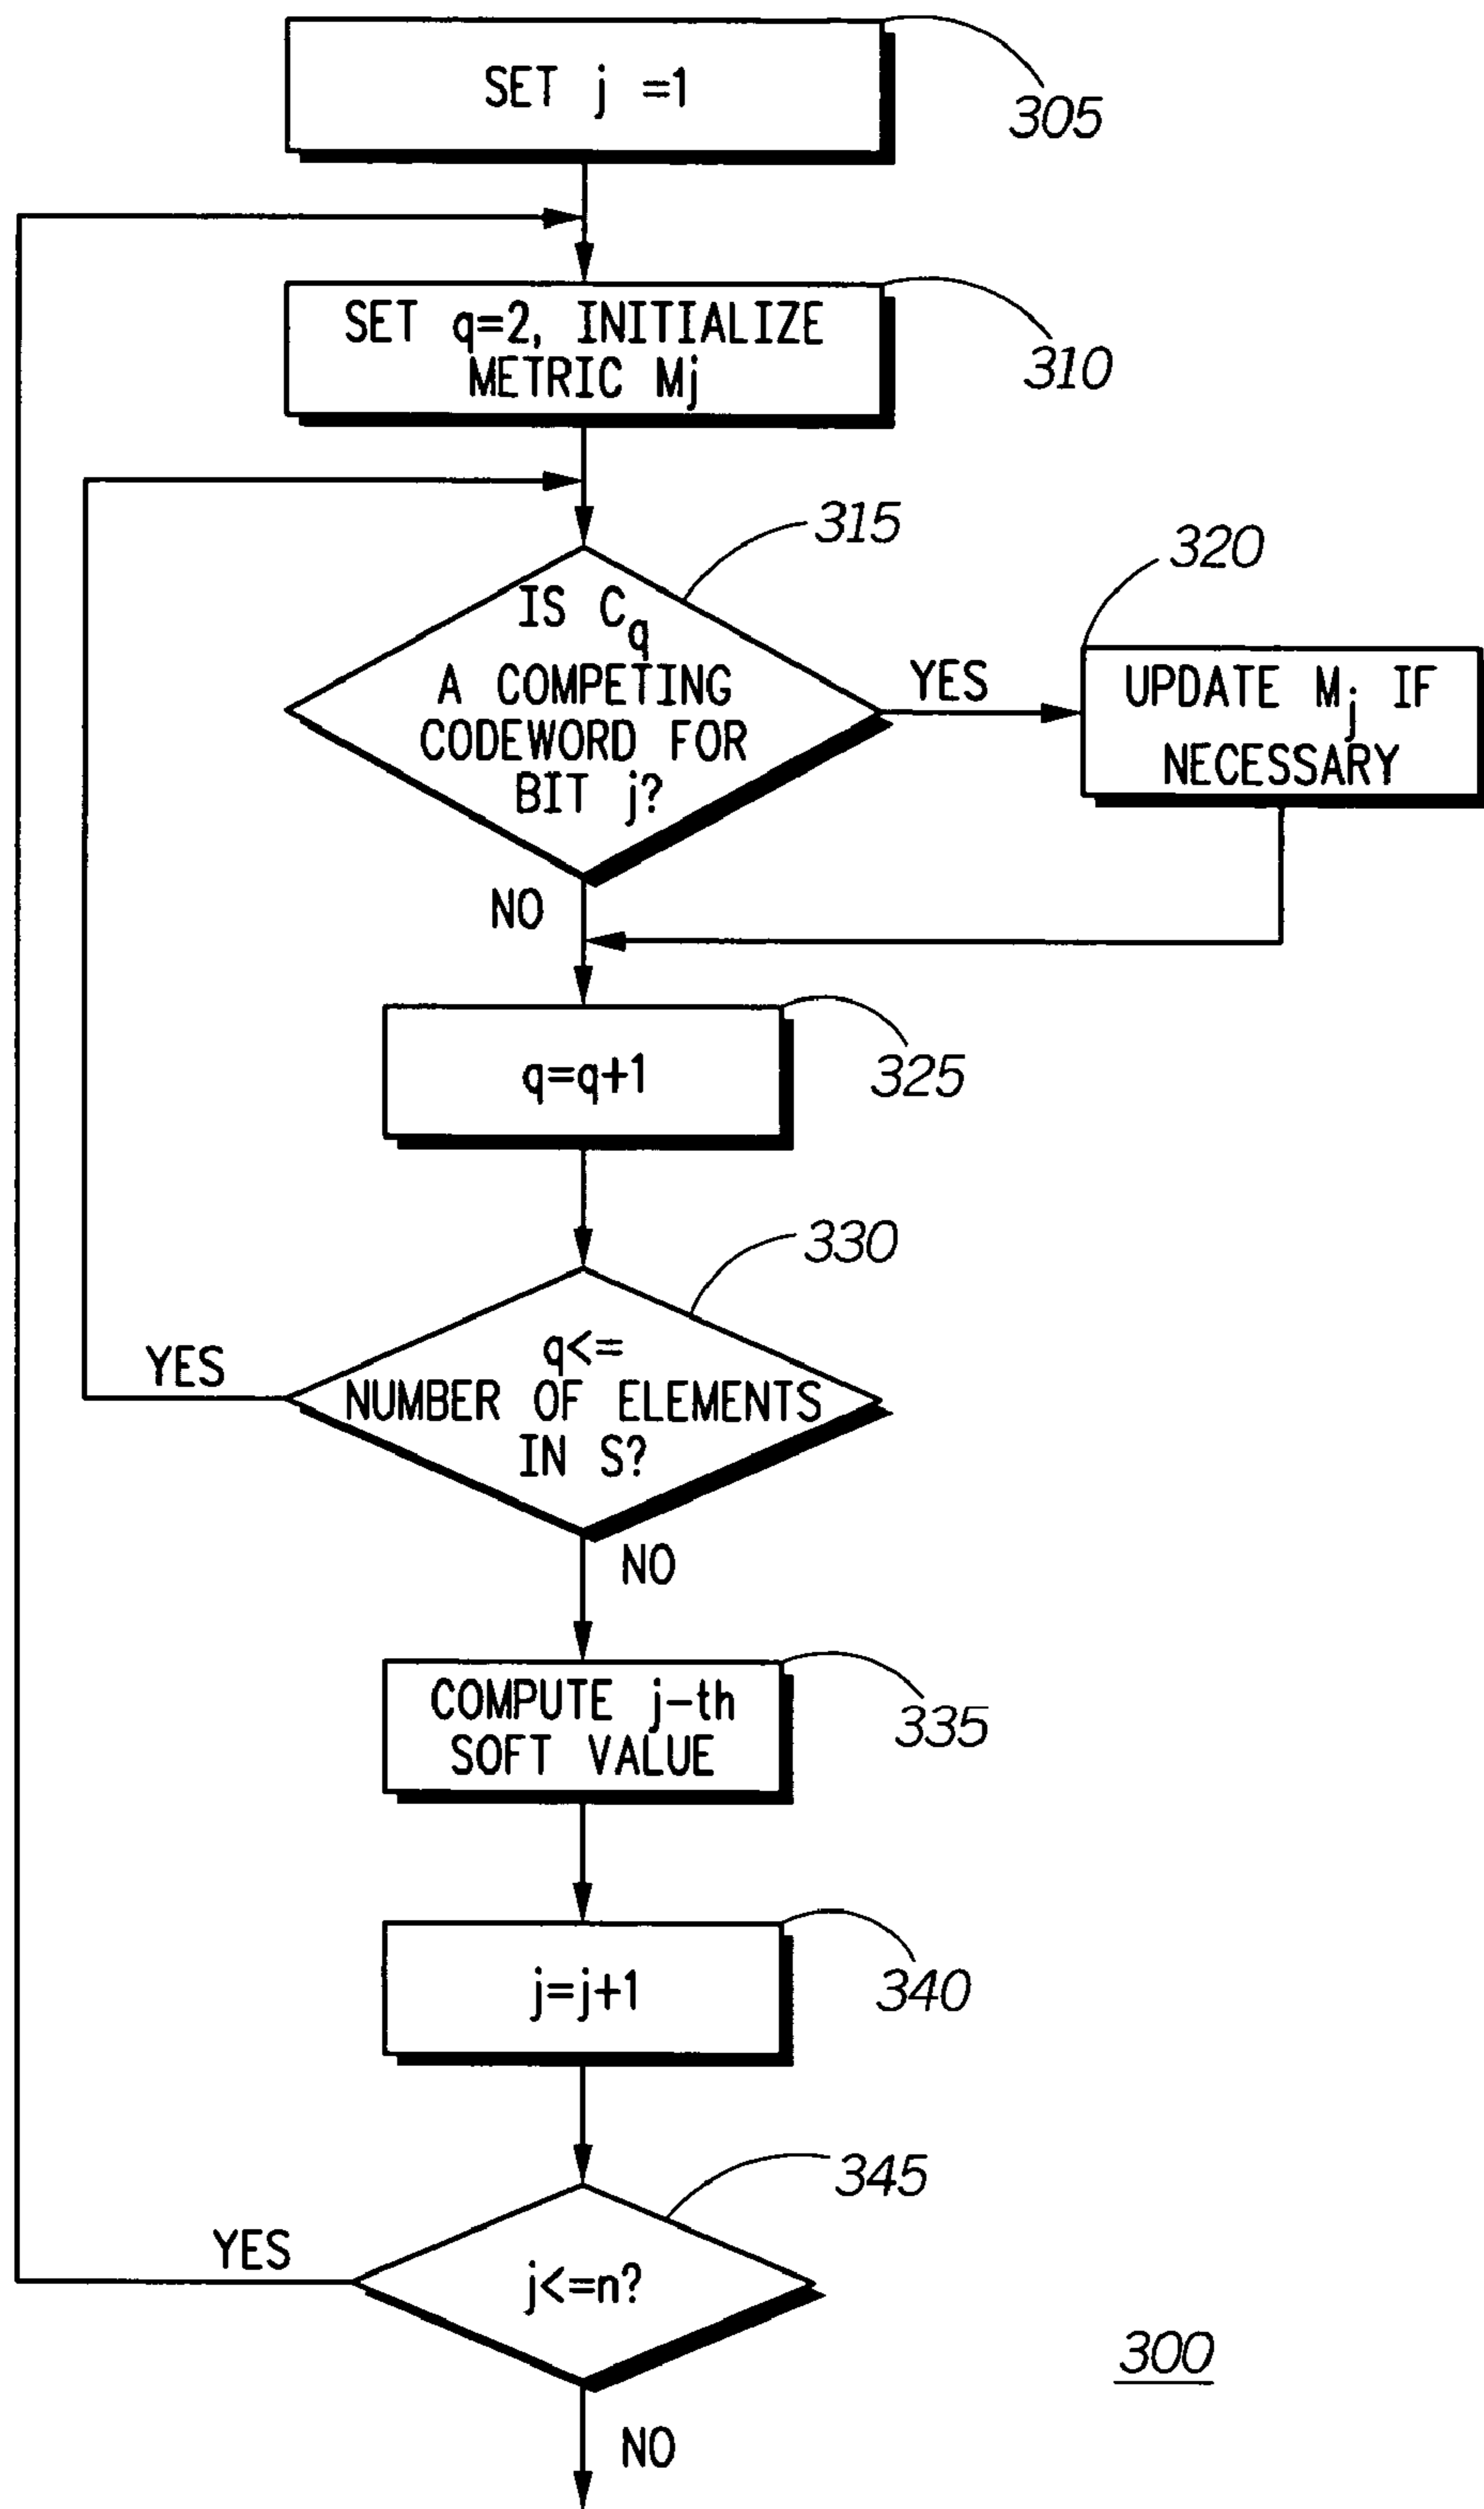 SET j =1
305
SET q=2, INITIALIZE
METRIC Mj
310
315
IS Cq
A COMPETING
CODEWORD FOR
BIT j?
YES
320
UPDATE Mj IF
NECESSARY
NO
q=q+1
325
330
q<=
NUMBER OF ELEMENTS
IN S?
YES
NO
COMPUTE j-th
SOFT VALUE
335
j=j+1
340
345
j<=n?
YES
NO
300